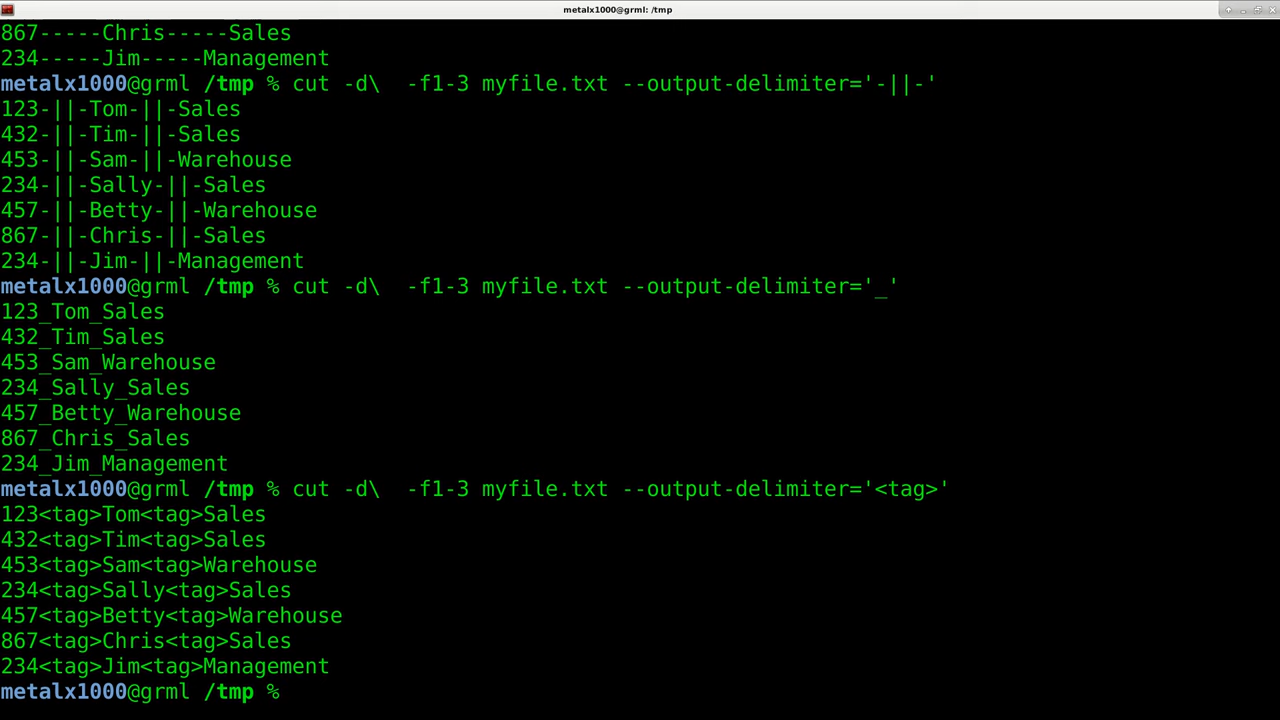 metalx1000@grml: /tmp
867-----Chris-----Sales
234-----Jim-----Management
metalx1000@grml /tmp % cut -d\  -f1-3 myfile.txt --output-delimiter='-||-'
123-||-Tom-||-Sales
432-||-Tim-||-Sales
453-||-Sam-||-Warehouse
234-||-Sally-||-Sales
457-||-Betty-||-Warehouse
867-||-Chris-||-Sales
234-||-Jim-||-Management
metalx1000@grml /tmp % cut -d\  -f1-3 myfile.txt --output-delimiter='_'
123_Tom_Sales
432_Tim_Sales
453_Sam_Warehouse
234_Sally_Sales
457_Betty_Warehouse
867_Chris_Sales
234_Jim_Management
metalx1000@grml /tmp % cut -d\  -f1-3 myfile.txt --output-delimiter='<tag>'
123<tag>Tom<tag>Sales
432<tag>Tim<tag>Sales
453<tag>Sam<tag>Warehouse
234<tag>Sally<tag>Sales
457<tag>Betty<tag>Warehouse
867<tag>Chris<tag>Sales
234<tag>Jim<tag>Management
metalx1000@grml /tmp %